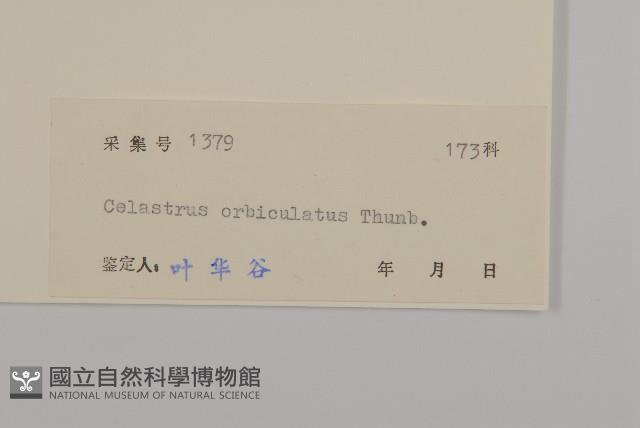 采集号 1379 173科
Celastrus orbiculatus Thunb.
鉴定人: 叶华谷 年 月 日
國立自然科學博物館
NATIONAL MUSEUM OF NATURAL SCIENCE